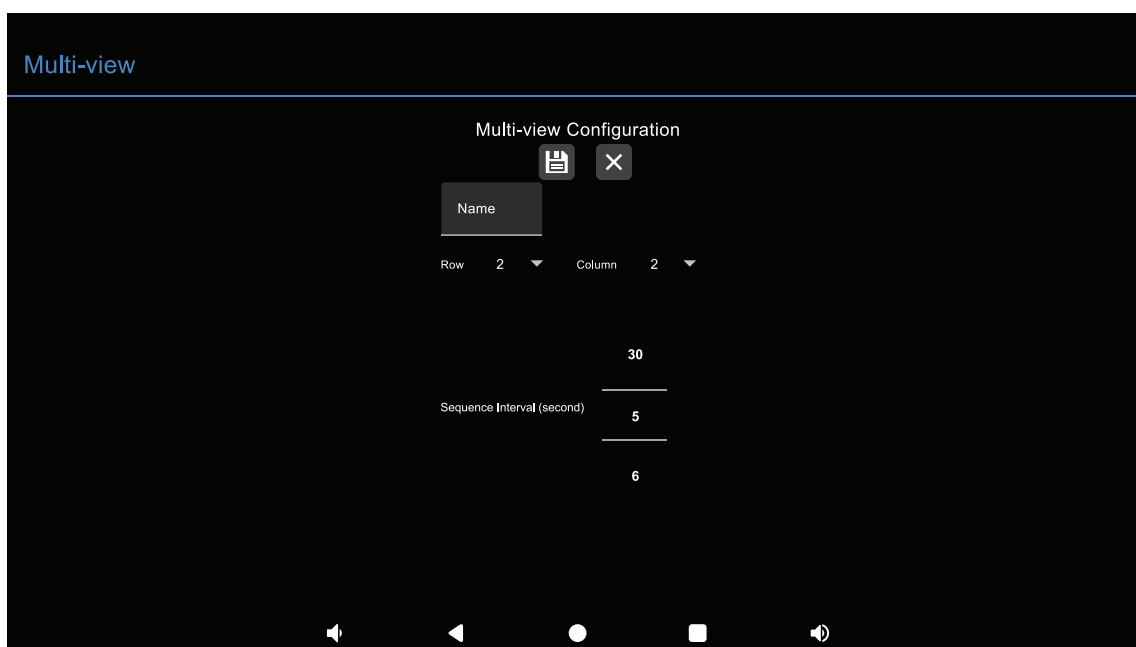 Multi-view
Multi-view Configuration
Name
Row 2 Column 2
30
Sequence Interval (second) 5
6